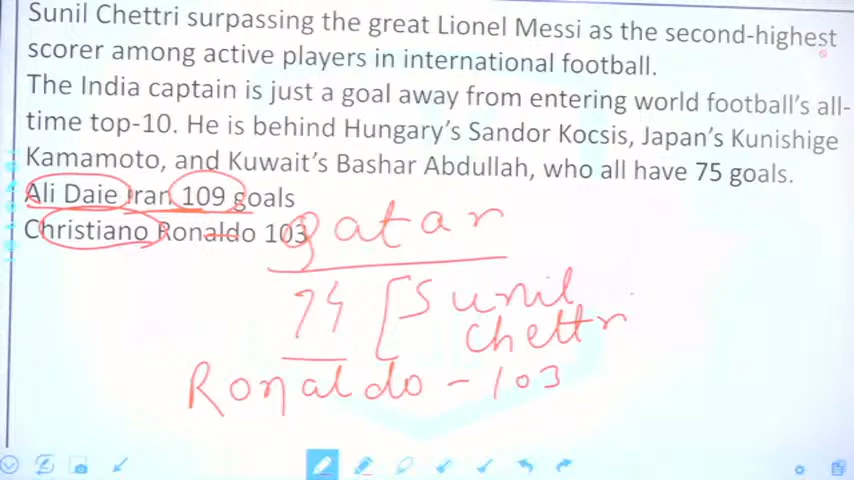 Sunil Chettri surpassing the great Lionel Messi as the second-highest
scorer among active players in international football.
The India captain is just a goal away from entering world football's all-
time top-10. He is behind Hungary's Sandor Kocsis, Japan's Kunishige
Kamamoto, and Kuwait's Bashar Abdullah, who all have 75 goals.
Ali Daie Iran 109 goals
Christiano Ronaldo 103
qatar
74 [Sunil
Chettri
Ronaldo - 103